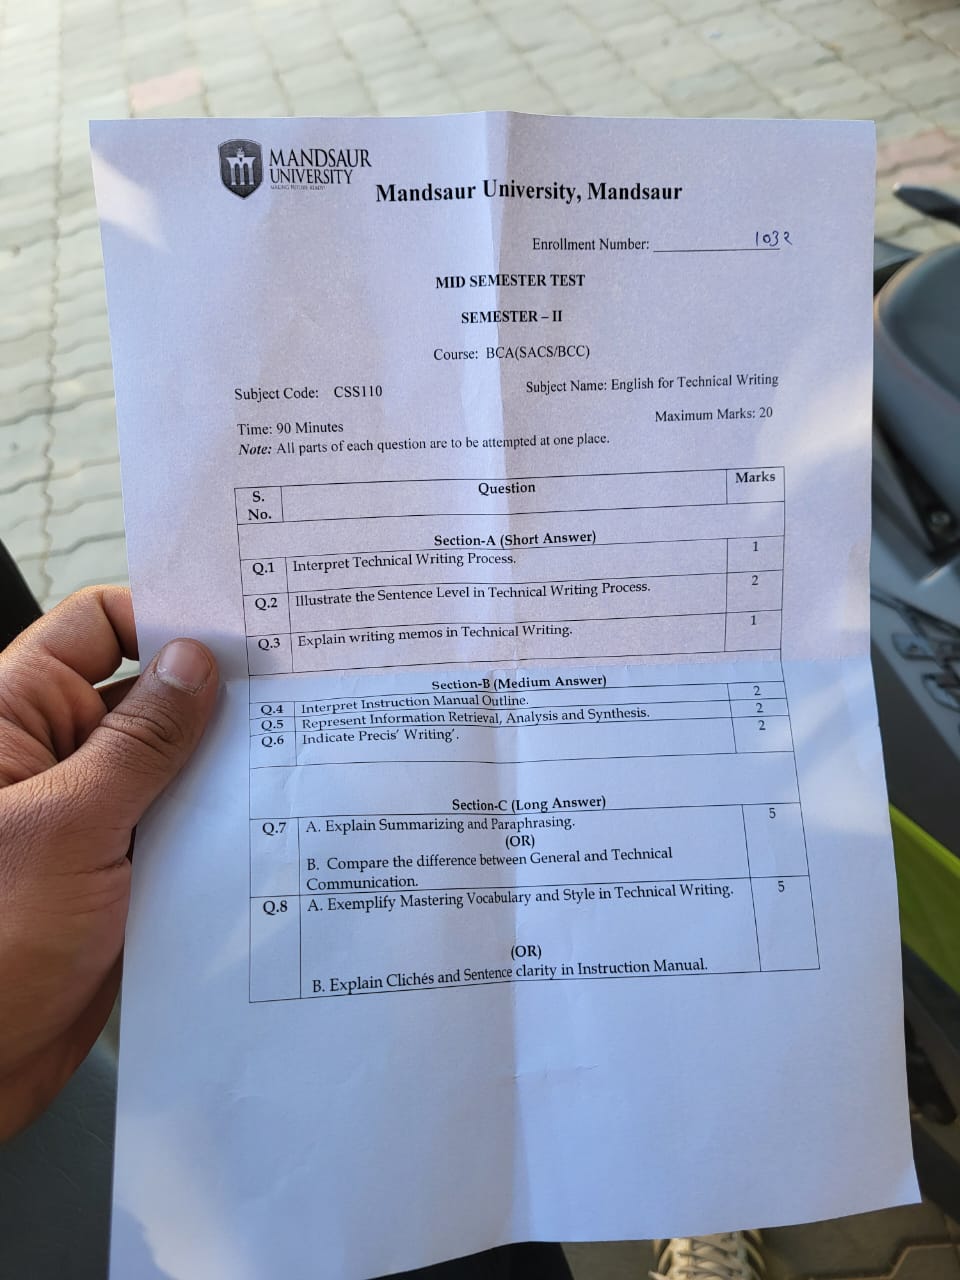 MANDSAUR
UNIVERSITY
Mandsaur University, Mandsaur
Enrollment Number: 1032
MID SEMESTER TEST
SEMESTER – II
Course: BCA(SACS/BCC)
Subject Code: CSS110
Subject Name: English for Technical Writing
Time: 90 Minutes
Maximum Marks: 20
Note: All parts of each question are to be attempted at one place.
S. No. Question Marks
Section-A (Short Answer)
Q.1 Interpret Technical Writing Process. 1
Q.2 Illustrate the Sentence Level in Technical Writing Process. 2
Q.3 Explain writing memos in Technical Writing. 1
Section-B (Medium Answer)
Q.4 Interpret Instruction Manual Outline. 2
Q.5 Represent Information Retrieval, Analysis and Synthesis. 2
Q.6 Indicate Precis’ Writing’. 2
Section-C (Long Answer)
Q.7 A. Explain Summarizing and Paraphrasing. 5
(OR)
B. Compare the difference between General and Technical
Communication.
Q.8 A. Exemplify Mastering Vocabulary and Style in Technical Writing. 5
(OR)
B. Explain Clichés and Sentence clarity in Instruction Manual.